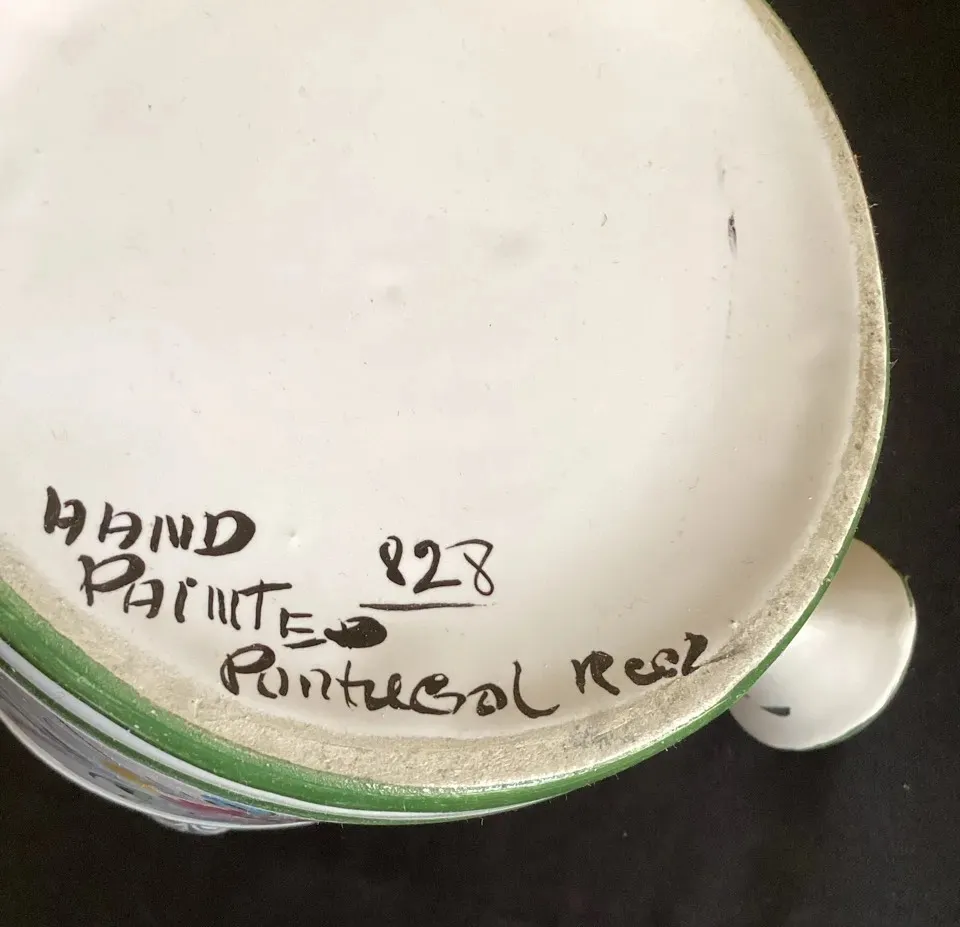 HAND
PAINTED
828
Portugal Real